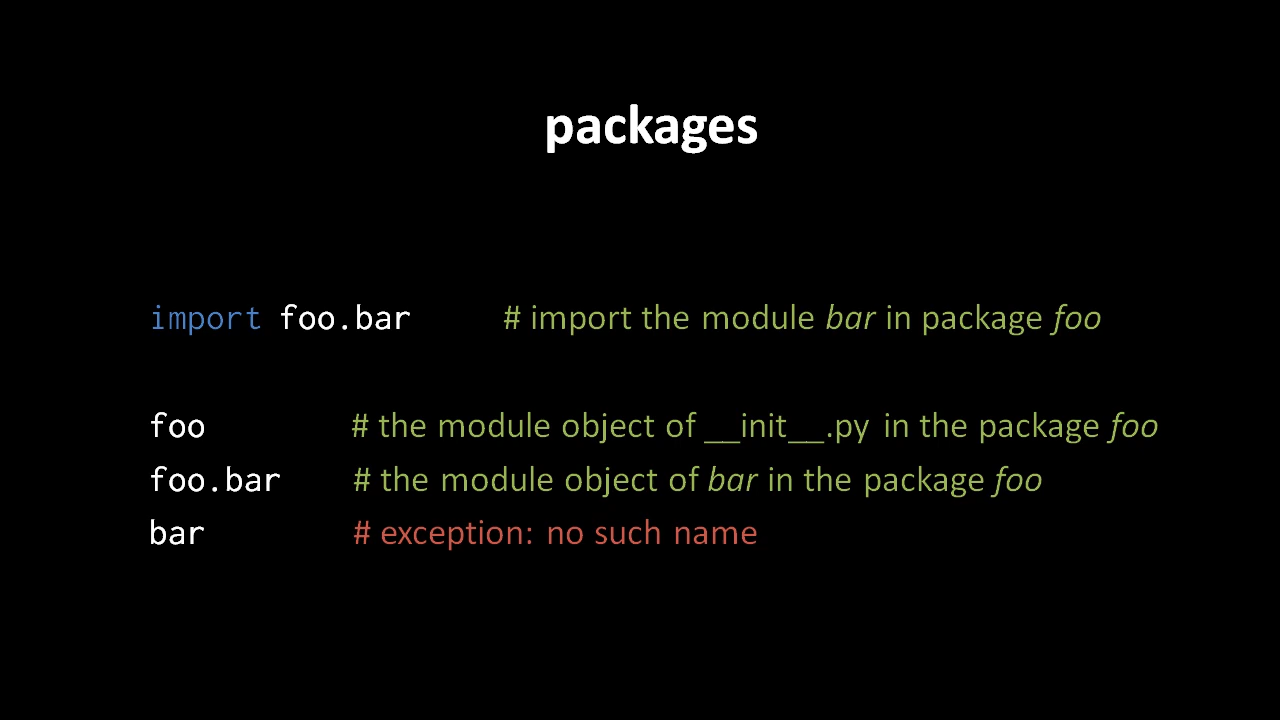 packages
import foo.bar # import the module bar in package foo
foo # the module object of __init__.py in the package foo
foo.bar # the module object of bar in the package foo
bar # exception: no such name